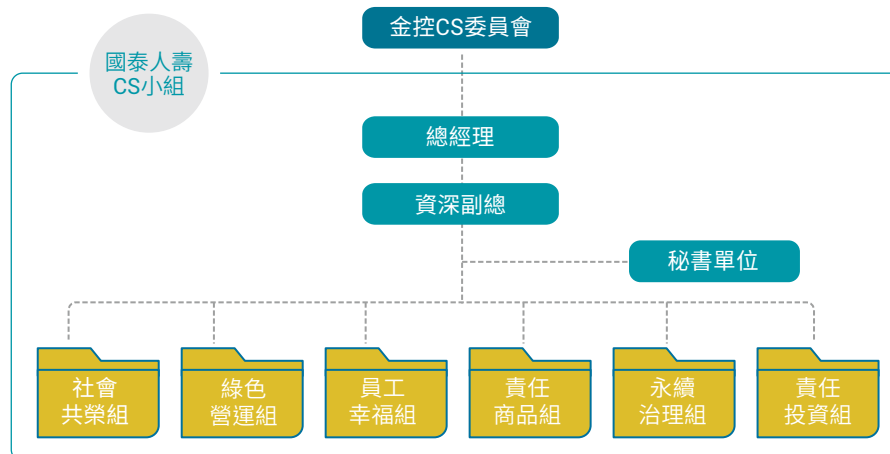 金控CS委員會
國泰人壽
CS小組
總經理
資深副總
秘書單位
社會
共榮組
綠色
營運組
員工
幸福組
責任
商品組
永續
治理組
責任
投資組